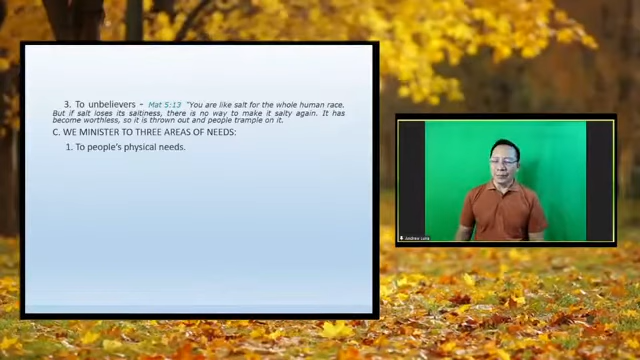 3. To unbelievers - Mat 5:13 "You are like salt for the whole human race.
But if salt loses its saltiness, there is no way to make it salty again. It has
become worthless, so it is thrown out and people trample on it.
C. WE MINISTER TO THREE AREAS OF NEEDS:
1. To people's physical needs.
Andrew Luna